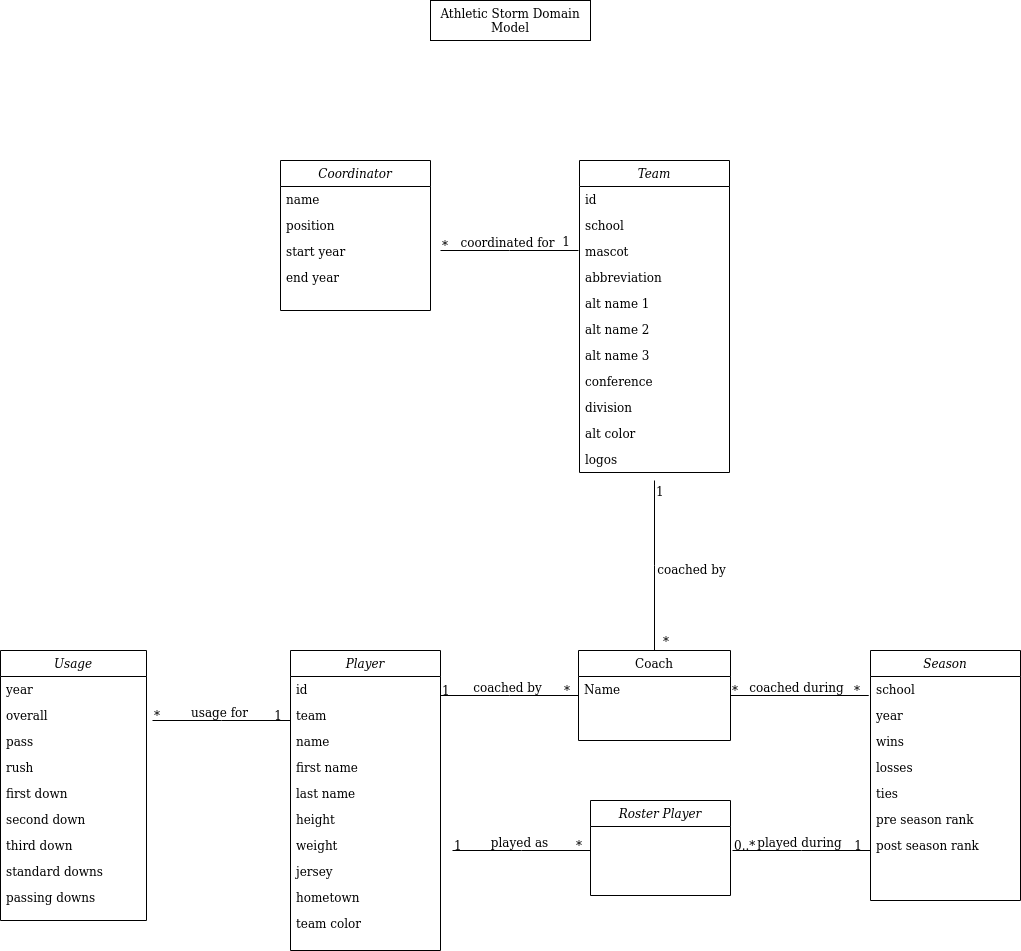 Athletic Storm Domain
Model
Coordinator
name
position
start year
end year
* coordinated for 1
Team
id
school
mascot
abbreviation
alt name 1
alt name 2
alt name 3
conference
division
alt color
logos
1
coached by
*
Usage
year
overall
pass
rush
first down
second down
third down
standard downs
passing downs
* usage for 1
Player
id
team
name
first name
last name
height
weight
jersey
hometown
team color
1 coached by *
Coach
Name
* coached during *
Season
school
year
wins
losses
ties
pre season rank
post season rank
1 played as *
Roster Player
0..* played during 1